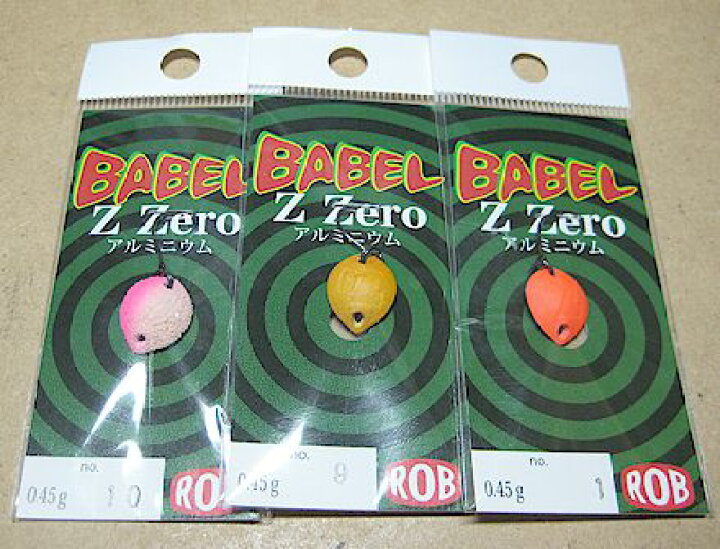 BABEL
Z Zero
アルミニウム
no.
0.45g 10
ROB
BABEL
Z Zero
アルミニウム
no.
0.45g 9
ROB
BABEL
Z Zero
アルミニウム
no.
0.45g 1
ROB